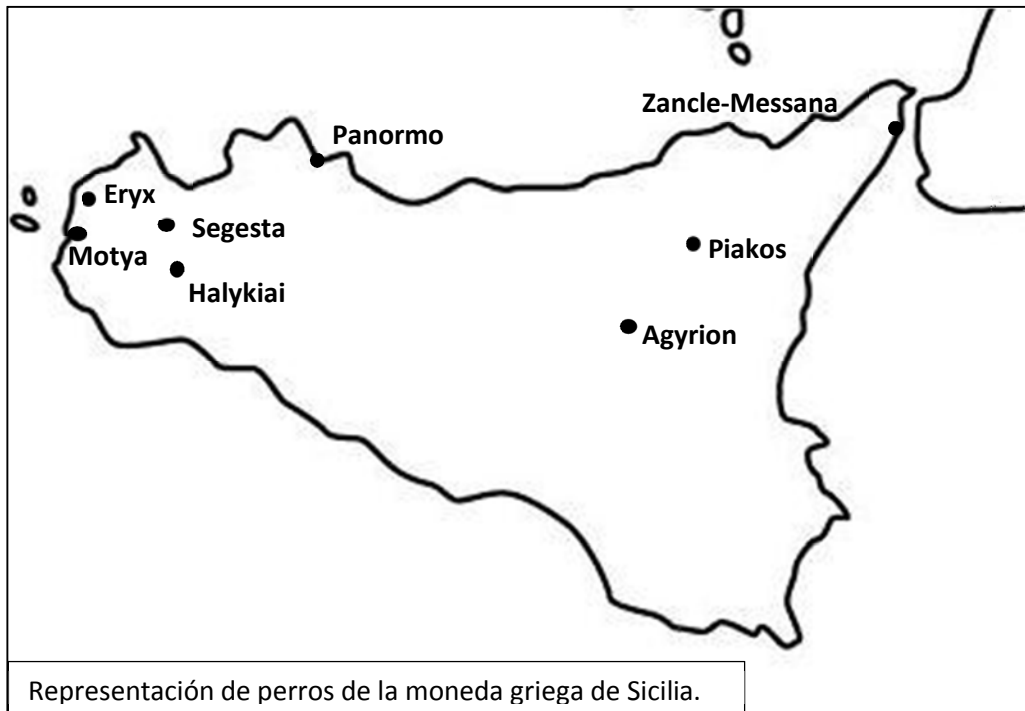 Zancle-Messana
Panormo
Eryx
Segesta
Motya
Piakos
Halykiai
Agyrion
Representación de perros de la moneda griega de Sicilia.